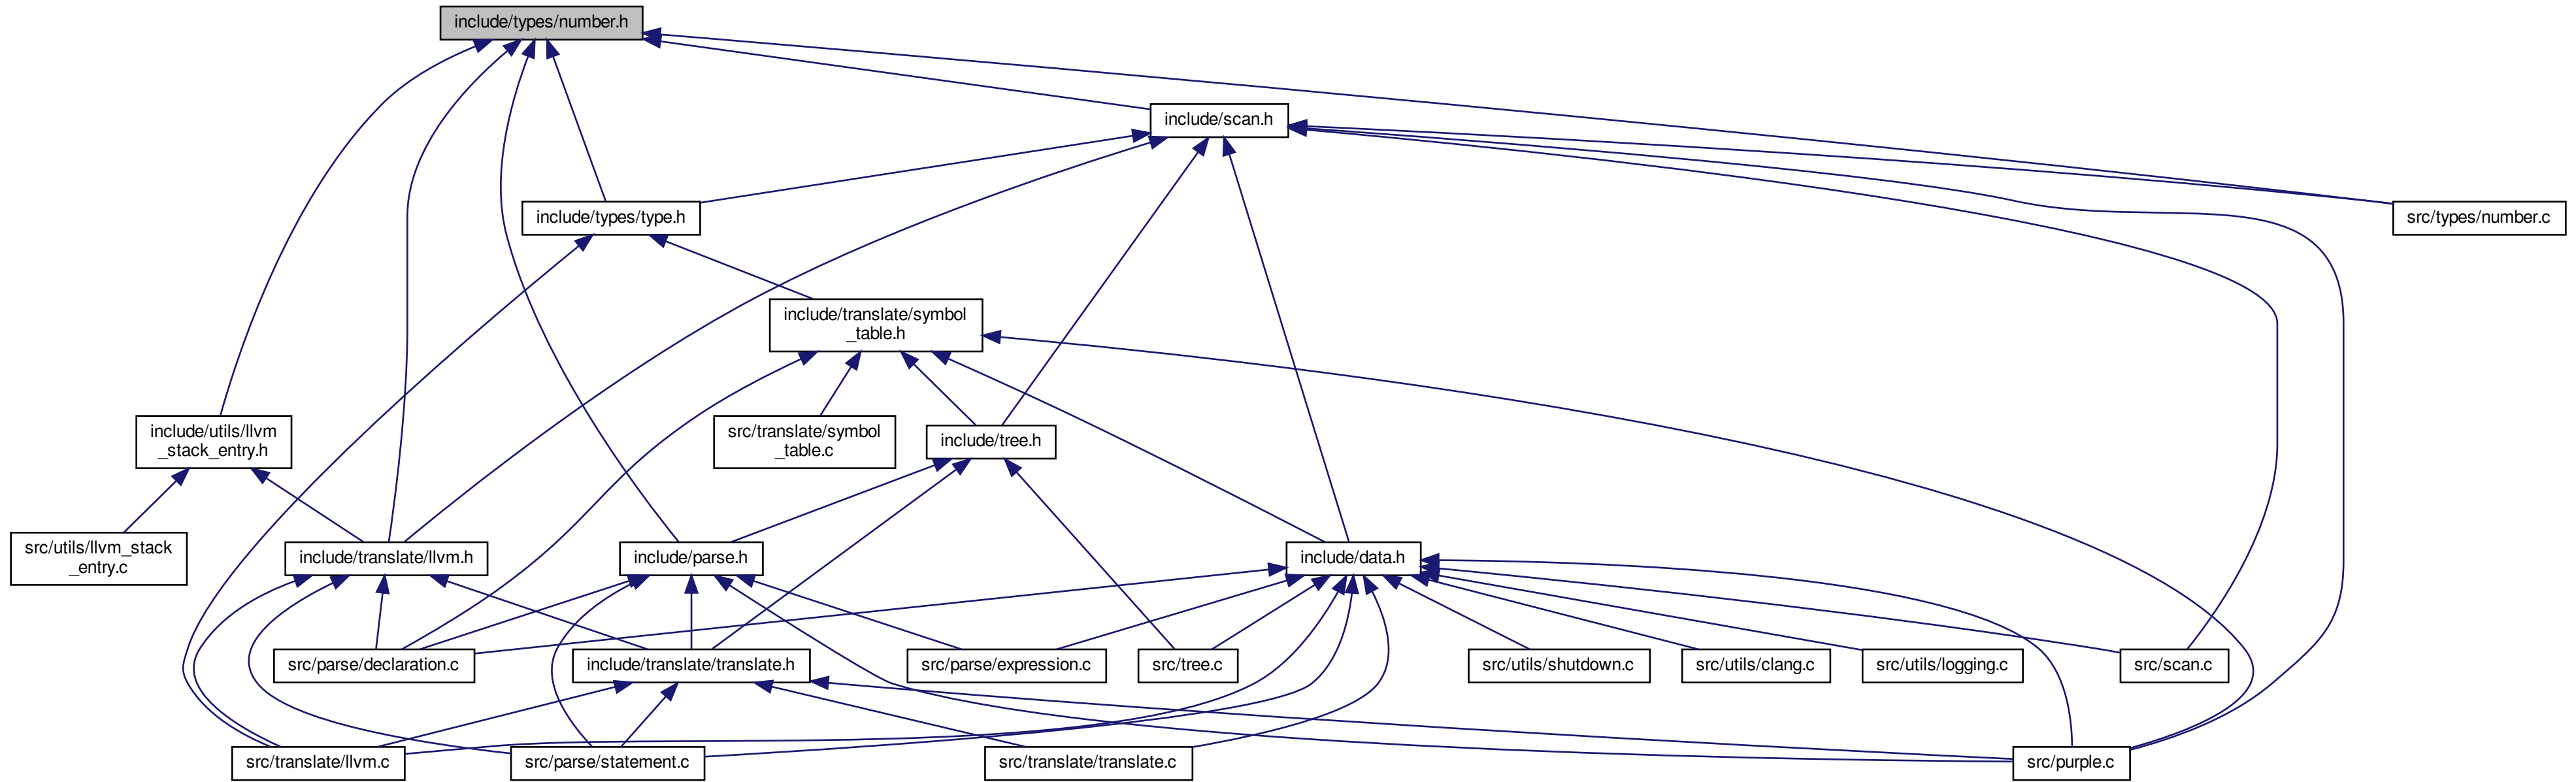 include/types/number.h
include/scan.h
include/types/type.h
src/types/number.c
include/translate/symbol
_table.h
include/utils/llvm
_stack_entry.h
src/translate/symbol
_table.c
include/tree.h
src/utils/llvm_stack
_entry.c
include/translate/llvm.h
include/parse.h
include/data.h
src/parse/declaration.c
include/translate/translate.h
src/parse/expression.c
src/tree.c
src/utils/shutdown.c
src/utils/clang.c
src/utils/logging.c
src/scan.c
src/translate/llvm.c
src/parse/statement.c
src/translate/translate.c
src/purple.c